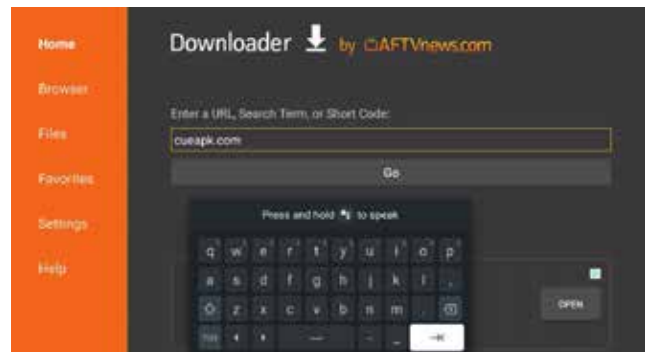 Home
Browser
Files
Favorites
Settings
Help
Downloader by AFTVnews.com
Enter a URL, Search Term, or Short Code:
cueapk.com
Go
Press and hold to speak
q w e r t y u i o p
a s d f g h j k l
z x c v b n m
OPEN